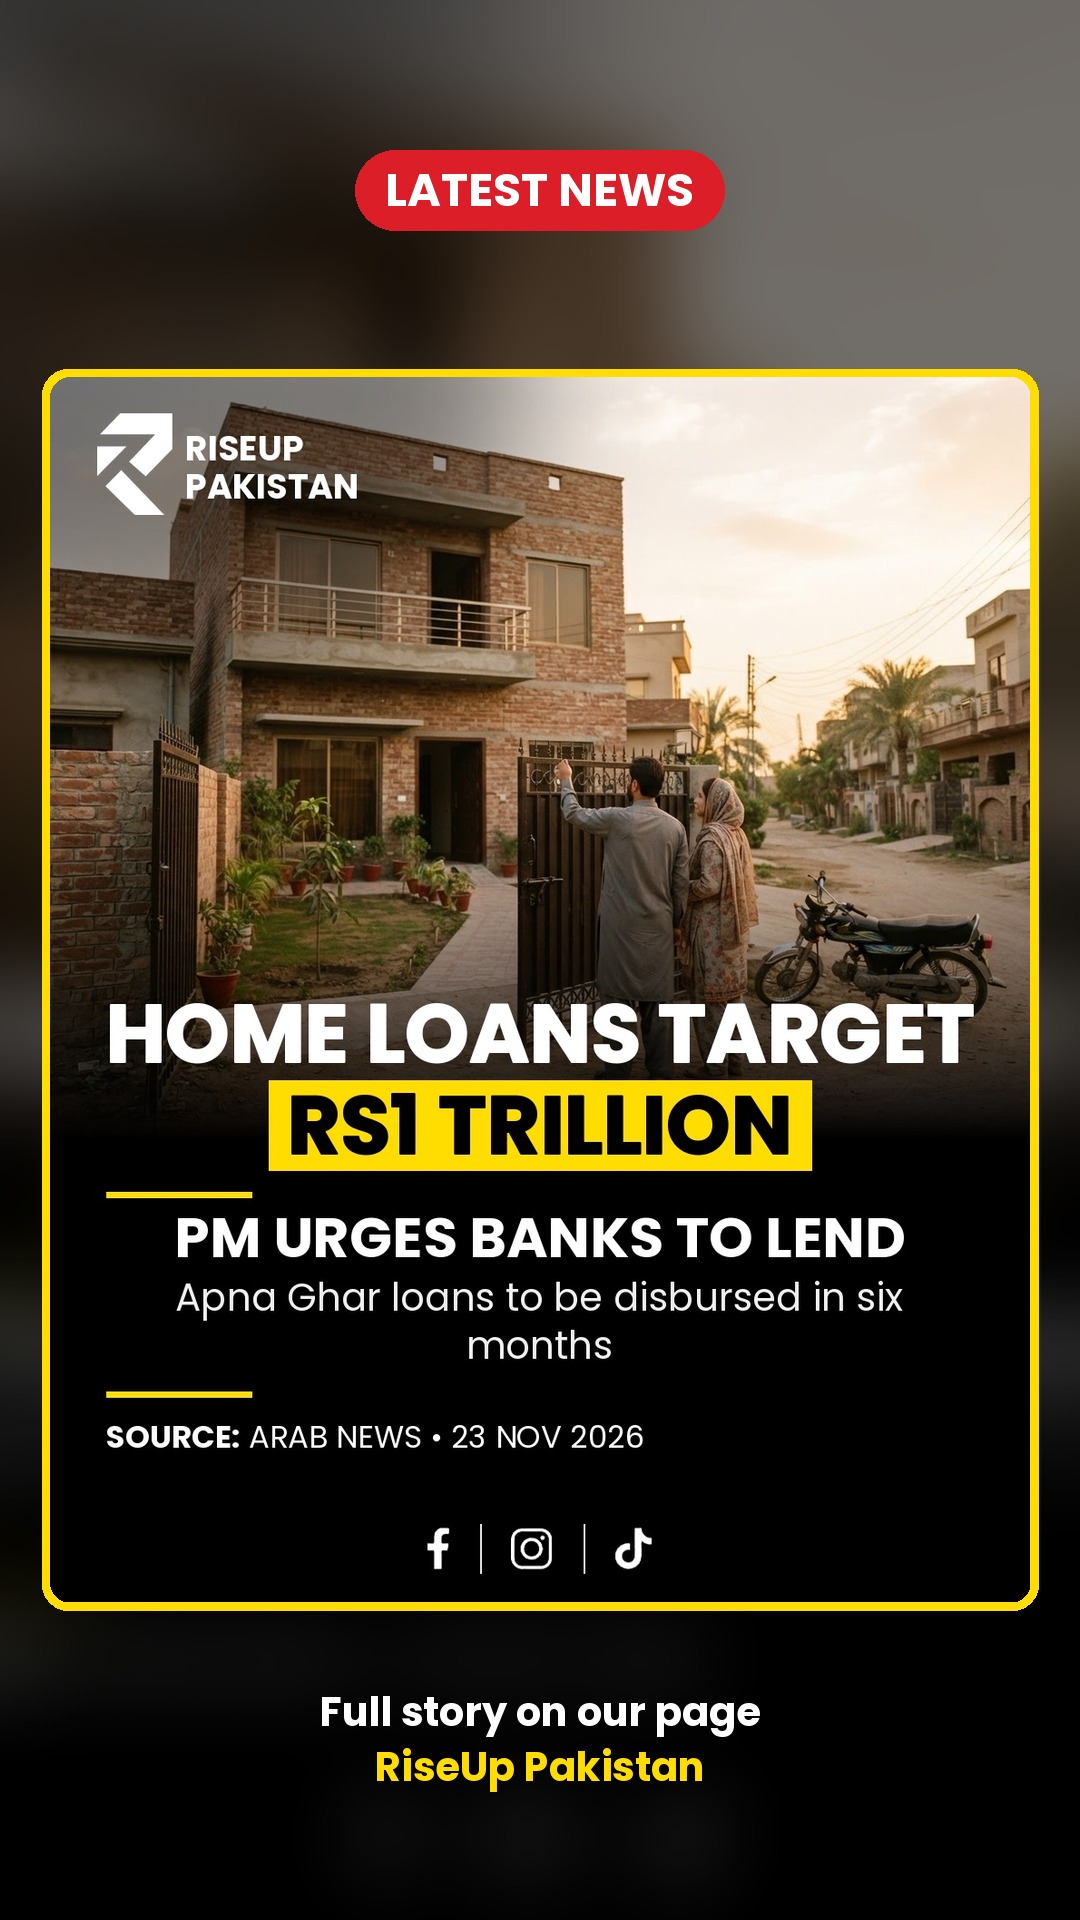 LATEST NEWS
RISEUP
PAKISTAN
HOME LOANS TARGET
RS1 TRILLION
PM URGES BANKS TO LEND
Apna Ghar loans to be disbursed in six
months
SOURCE: ARAB NEWS • 23 NOV 2026
Full story on our page
RiseUp Pakistan